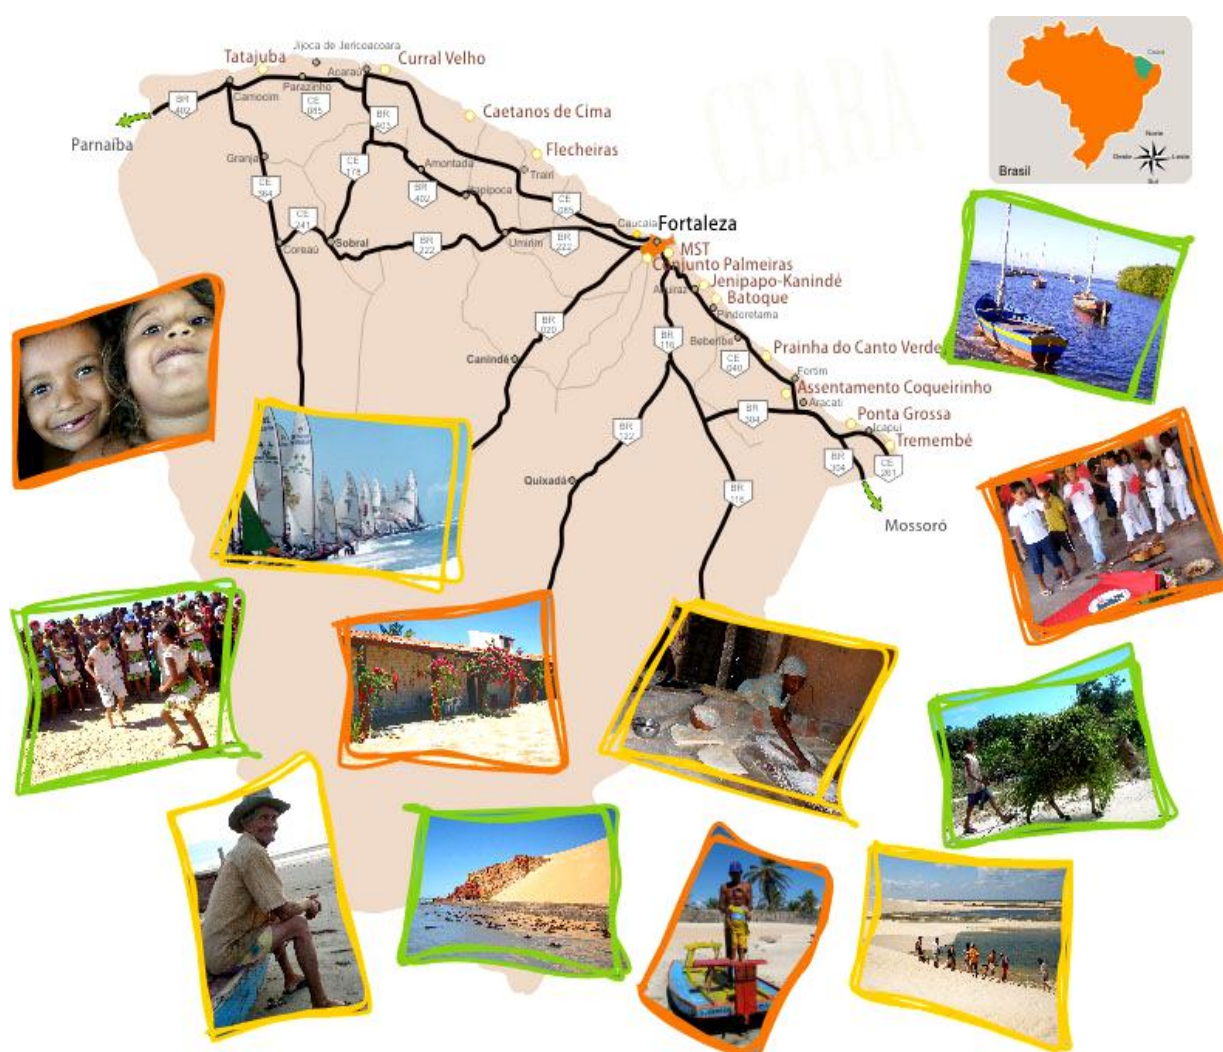 CEARÁ
Jijoca de Jericoacoara
Tatajuba
Curral Velho
Acaraú
Parazinho
Camocim
BR
402
CE
085
BR
403
Caetanos de Cima
Parnaíba
Flecheiras
Granja
CE
178
Amontada
Trairi
CE
364
BR
402
Itapipoca
CE
085
CE
241
Caucaia
Fortaleza
Coreaú
Sobral
BR
222
Umirim
BR
222
MST
Conjunto Palmeiras
Jenipapo-Kanindé
Aquiraz
Batoque
Pindoretama
BR
020
BR
116
Beberibe
Prainha do Canto Verde
Canindé
CE
040
Fortim
Assentamento Coqueirinho
Aracati
BR
304
Ponta Grossa
Icapuí
BR
122
Tremembé
BR
304
CE
261
Quixadá
BR
116
Mossoró
Ceará
Norte
Oeste
Leste
Sul
Brasil